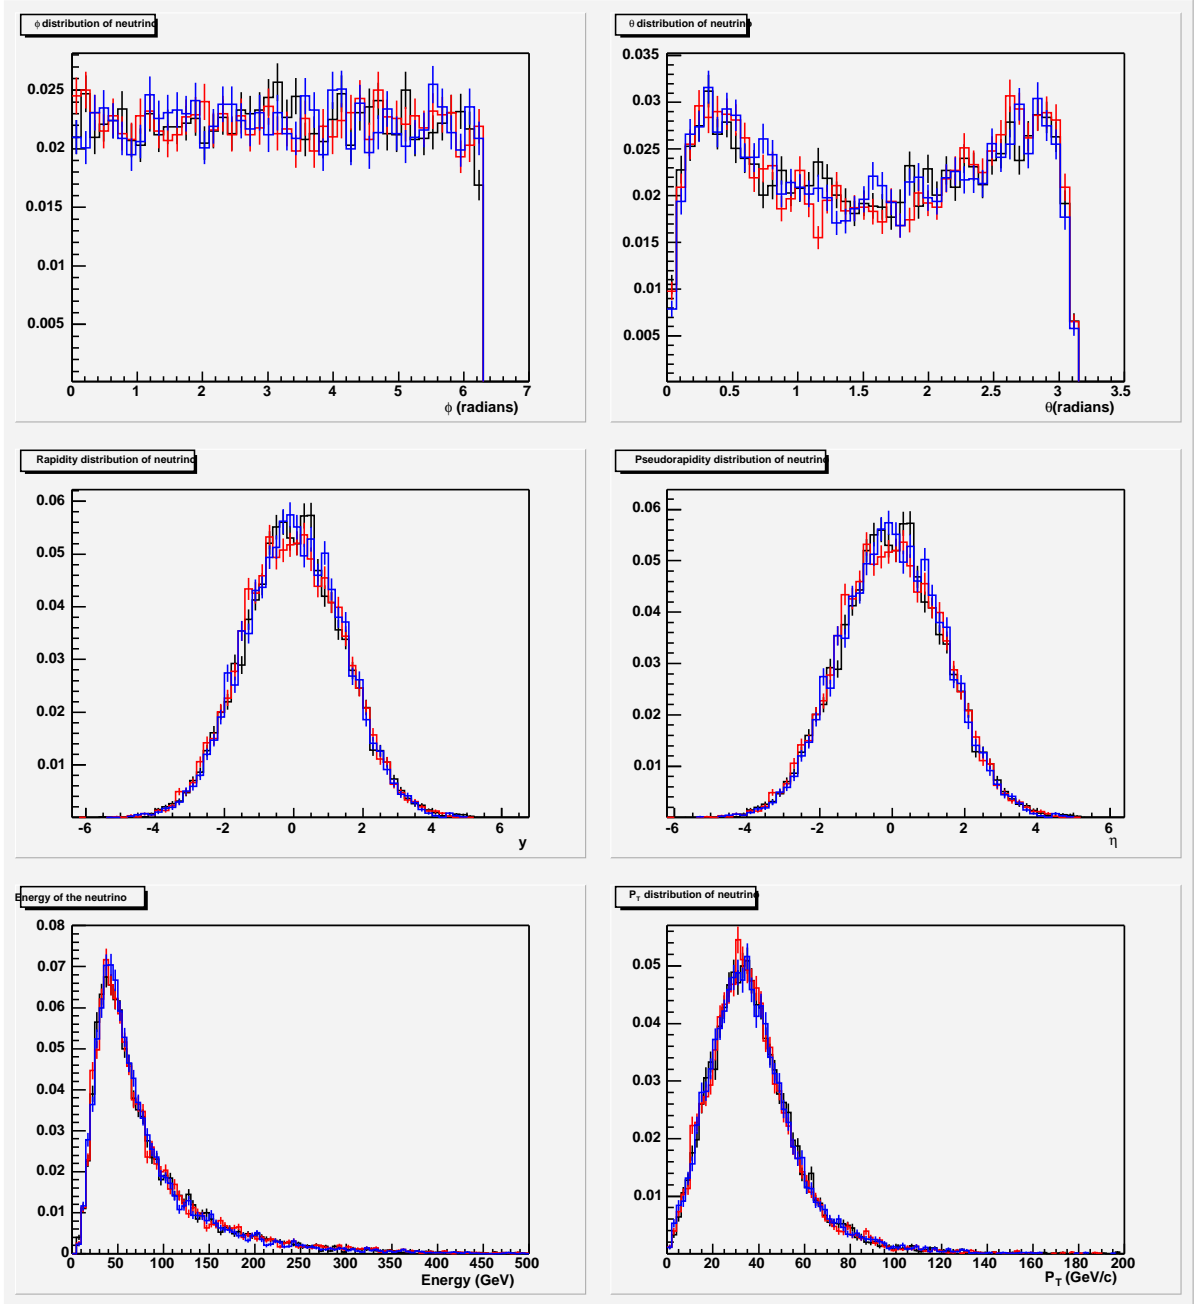 ϕ distribution of neutrino
θ distribution of neutrino
0.025
0.02
0.015
0.01
0.005
0 1 2 3 4 5 6 7
ϕ (radians)
0.035
0.03
0.025
0.02
0.015
0.01
0.005
0 0.5 1 1.5 2 2.5 3 3.5
θ(radians)
Rapidity distribution of neutrino
Pseudorapidity distribution of neutrino
0.06
0.05
0.04
0.03
0.02
0.01
-6 -4 -2 0 2 4 6
y
0.06
0.05
0.04
0.03
0.02
0.01
-6 -4 -2 0 2 4 6
η
Energy of the neutrino
P_T distribution of neutrino
0.08
0.07
0.06
0.05
0.04
0.03
0.02
0.01
0
0 50 100 150 200 250 300 350 400 450 500
Energy (GeV)
0.05
0.04
0.03
0.02
0.01
0 20 40 60 80 100 120 140 160 180 200
P_T (GeV/c)